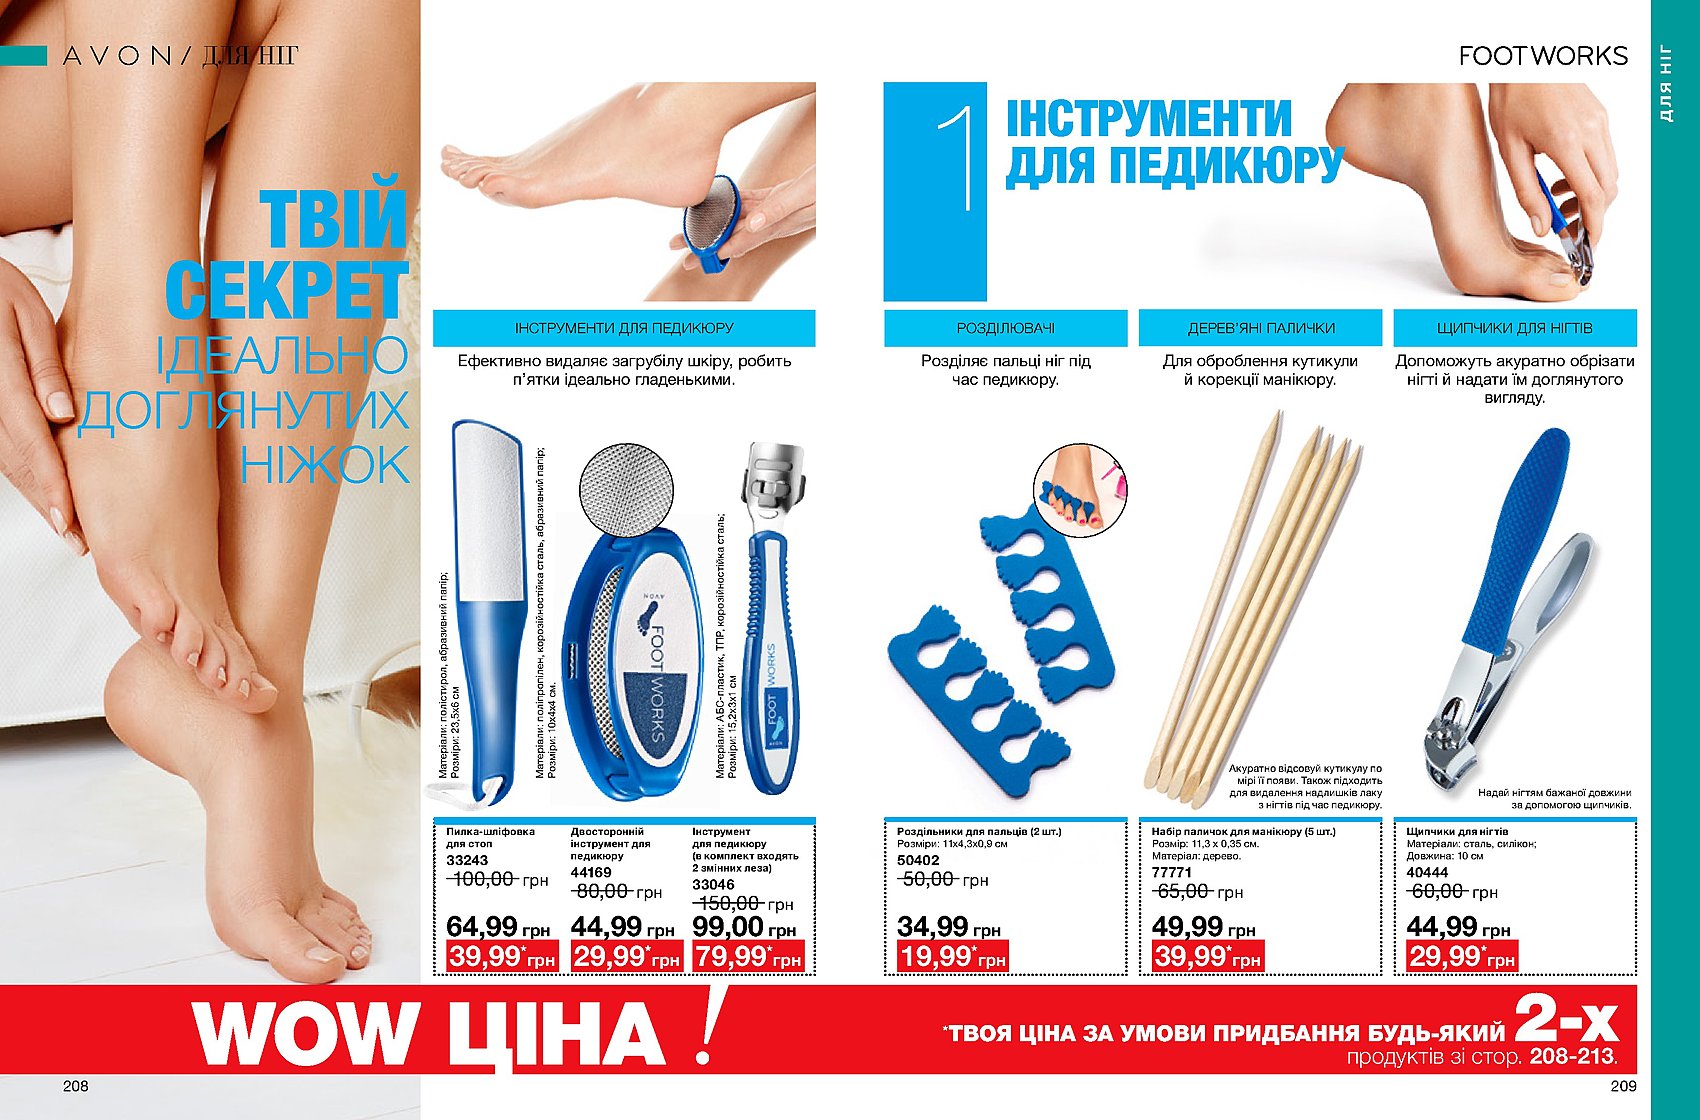 AVON / ДЛЯ НІГ
ТВІЙ
СЕКРЕТ
ІДЕАЛЬНО
ДОГЛЯНУТИХ
НІЖОК
ІНСТРУМЕНТИ ДЛЯ ПЕДИКЮРУ
Ефективно видаляє загрубілу шкіру, робить
п’ятки ідеально гладенькими.
Матеріали: полістирол, абразивний папір;
Розміри: 23,5х6 см
Матеріали: поліпропілен, корозійностійка сталь, абразивний папір;
Розміри: 10х4х4 см.
Матеріали: АБС-пластик, ТПР, корозійностійка сталь;
Розміри: 15,2х3х1 см
AVON
FOOTWORKS
FOOTWORKS
AVON
Пилка-шліфовка
для стоп
33243
100,00 грн
64,99 грн
39,99* грн
Двосторонній
інструмент для
педикюру
44169
80,00 грн
44,99 грн
29,99* грн
Інструмент
для педикюру
(в комплект входять
2 змінних леза)
33046
150,00 грн
99,00 грн
79,99* грн
FOOTWORKS
ДЛЯ НІГ
1
ІНСТРУМЕНТИ
ДЛЯ ПЕДИКЮРУ
РОЗДІЛЮВАЧІ
Розділяє пальці ніг під
час педикюру.
ДЕРЕВ’ЯНІ ПАЛИЧКИ
Для оброблення кутикули
й корекції манікюру.
ЩИПЧИКИ ДЛЯ НІГТІВ
Допоможуть акуратно обрізати
нігті й надати їм доглянутого
вигляду.
Акуратно відсовуй кутикулу по
мірі її появи. Також підходить
для видалення надлишків лаку
з нігтів під час педикюру.
Надай нігтям бажаної довжини
за допомогою щипчиків.
Роздільники для пальців (2 шт.)
Розміри: 11х4,3х0,9 см
50402
50,00 грн
34,99 грн
19,99* грн
Набір паличок для манікюру (5 шт.)
Розмір: 11,3 х 0,35 см.
Матеріал: дерево.
77771
65,00 грн
49,99 грн
39,99* грн
Щипчики для нігтів
Матеріали: сталь, силікон;
Довжина: 10 см
40444
60,00 грн
44,99 грн
29,99* грн
WOW ЦІНА!
*ТВОЯ ЦІНА ЗА УМОВИ ПРИДБАННЯ БУДЬ-ЯКИЙ 2-х
продуктів зі стор. 208-213.
208
209